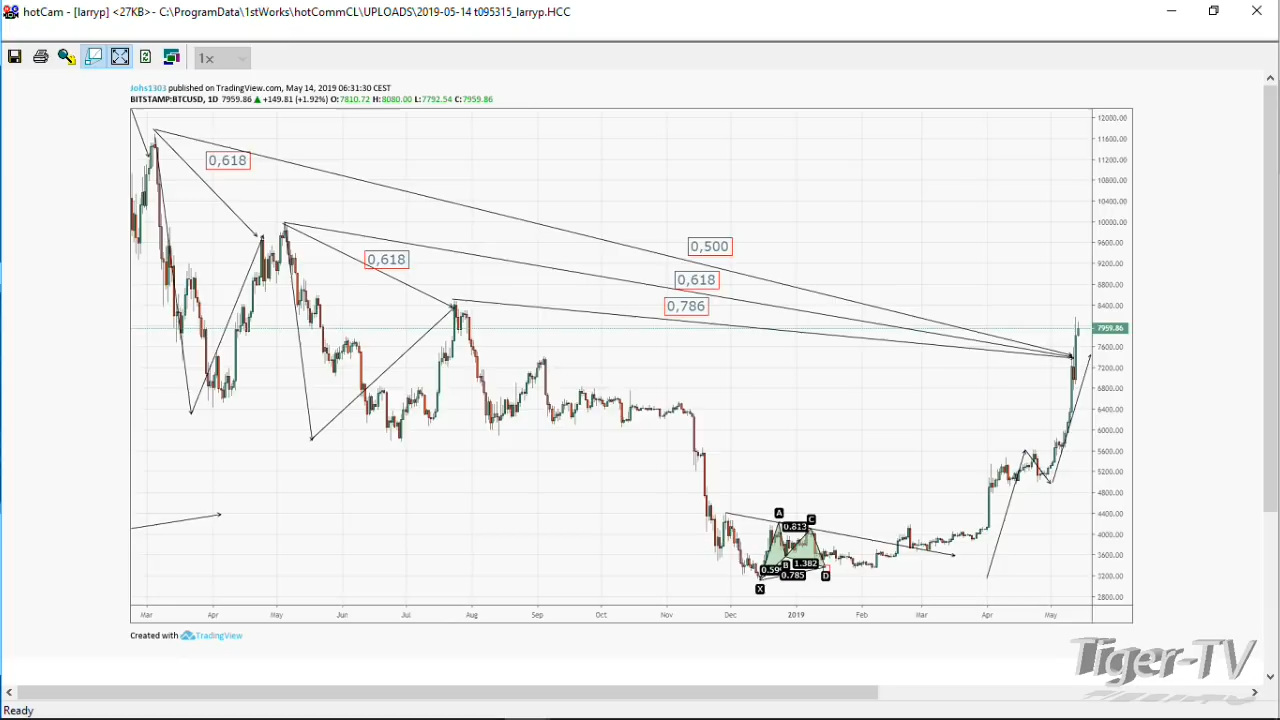 hotCam - [larryp] <27KB>- C:\ProgramData\1stWorks\hotCommCL\UPLOADS\2019-05-14 t095315_larryp.HCC
1x
Johs1303 published on TradingView.com, May 14, 2019 06:31:30 CEST
BITSTAMP:BTCUSD, 1D 7959.86 ▲ +149.81 (+1.92%) O:7810.72 H:8080.00 L:7792.54 C:7959.86
12000.00
11600.00
0,618
11200.00
10800.00
10400.00
10000.00
9600.00
0,500
0,618
9200.00
0,618
8800.00
0,786
8400.00
7959.86
7600.00
7200.00
6800.00
6400.00
6000.00
5600.00
5200.00
4800.00
4400.00
A
C
0.813
4000.00
3600.00
B
1.382
0.785
D
3200.00
X
2800.00
Mar Apr May Jun Jul Aug Sep Oct Nov Dec 2019 Feb Mar Apr May
Created with TradingView
Tiger-TV
Ready